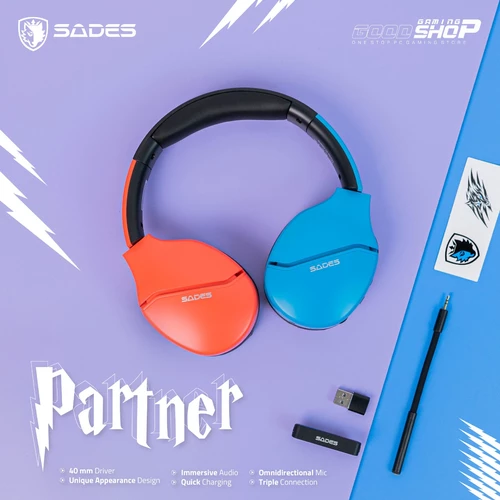 SADES
GAMING
GOOD SHOP
ONE STOP PC GAMING STORE
SADES
SADES
Partner
SADES
» 40 mm Driver
» Immersive Audio
» Omnidirectional Mic
» Unique Appearance Design
» Quick Charging
» Triple Connection